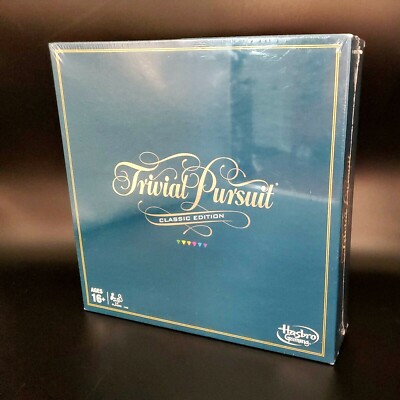 Trivial Pursuit
CLASSIC EDITION
AGES
16+
Hasbro
Gaming